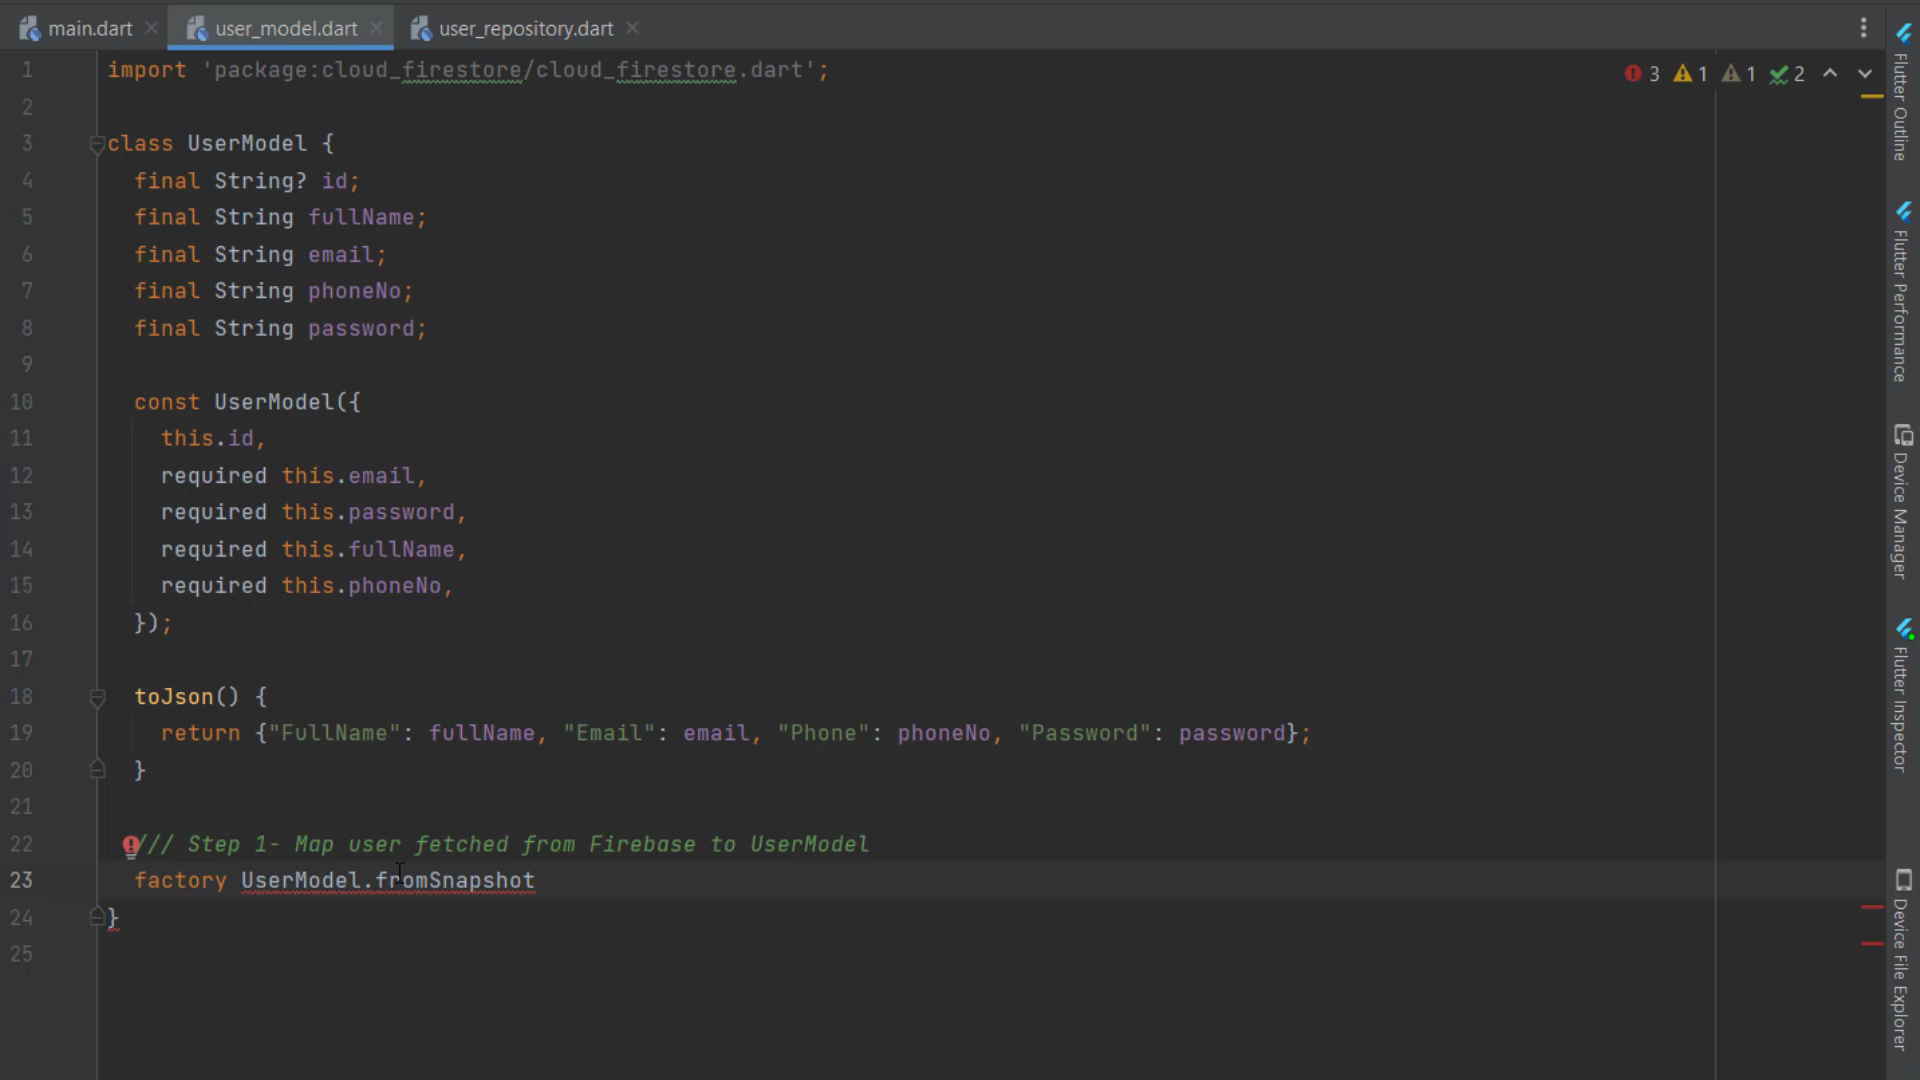 main.dart user_model.dart user_repository.dart
1 import 'package:cloud_firestore/cloud_firestore.dart'; 3 1 1 2
2
3 class UserModel {
4 final String? id;
5 final String fullName;
6 final String email;
7 final String phoneNo;
8 final String password;
9
10 const UserModel({
11 this.id,
12 required this.email,
13 required this.password,
14 required this.fullName,
15 required this.phoneNo,
16 });
17
18 toJson() {
19 return {"FullName": fullName, "Email": email, "Phone": phoneNo, "Password": password};
20 }
21
22 /// Step 1- Map user fetched from Firebase to UserModel
23 factory UserModel.fromSnapshot
24 }
25
Flutter Outline
Flutter Performance
Device Manager
Flutter Inspector
Device File Explorer